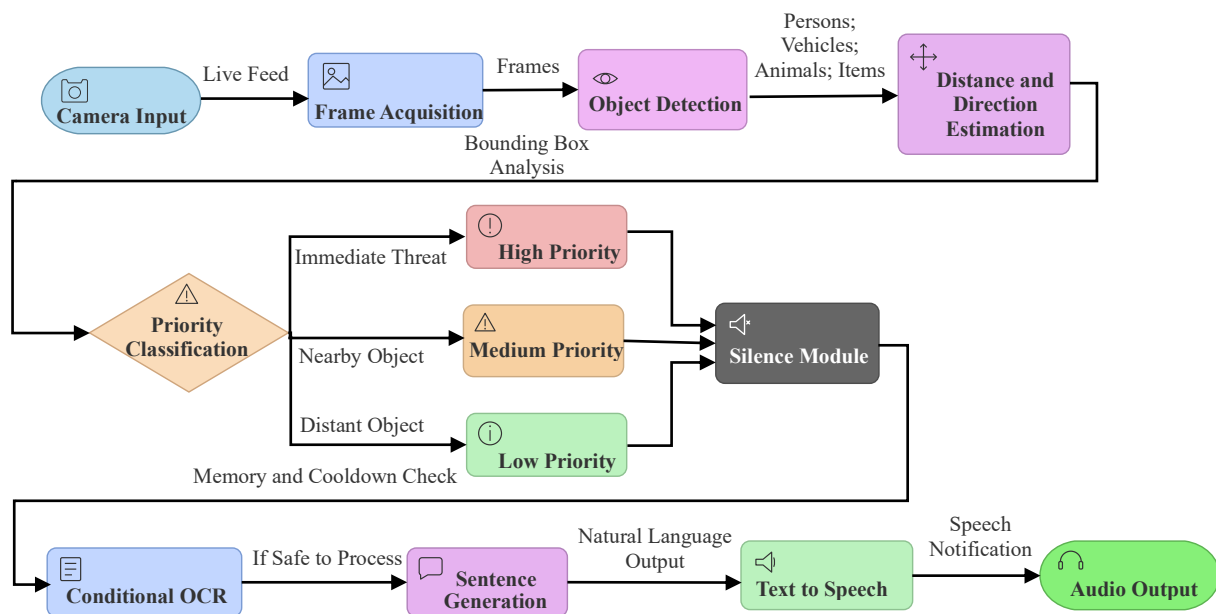 Camera Input
Live Feed
Frame Acquisition
Frames
Object Detection
Persons;
Vehicles;
Animals; Items
Distance and
Direction
Estimation
Bounding Box
Analysis
Priority
Classification
Immediate Threat
High Priority
Nearby Object
Medium Priority
Distant Object
Low Priority
Silence Module
Memory and Cooldown Check
Conditional OCR
If Safe to Process
Sentence
Generation
Natural Language
Output
Text to Speech
Speech
Notification
Audio Output